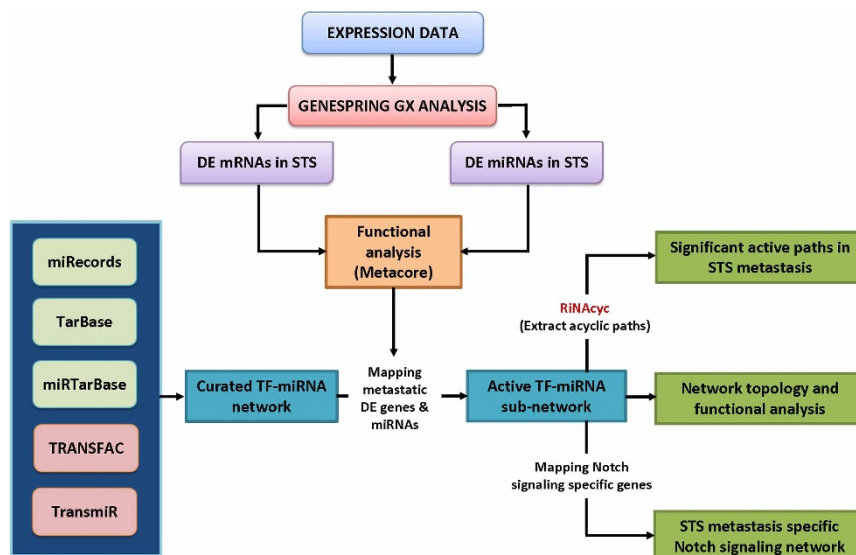 EXPRESSION DATA
GENESPRING GX ANALYSIS
DE mRNAs in STS
DE miRNAs in STS
Functional
analysis
(Metacore)
miRecords
TarBase
miRTarBase
TRANSFAC
TransmiR
Curated TF-miRNA
network
Mapping
metastatic
DE genes &
miRNAs
Active TF-miRNA
sub-network
RiNAcyc
(Extract acyclic paths)
Mapping Notch
signaling specific genes
Significant active paths in
STS metastasis
Network topology and
functional analysis
STS metastasis specific
Notch signaling network